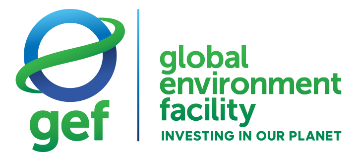 gef
global
environment
facility
INVESTING IN OUR PLANET